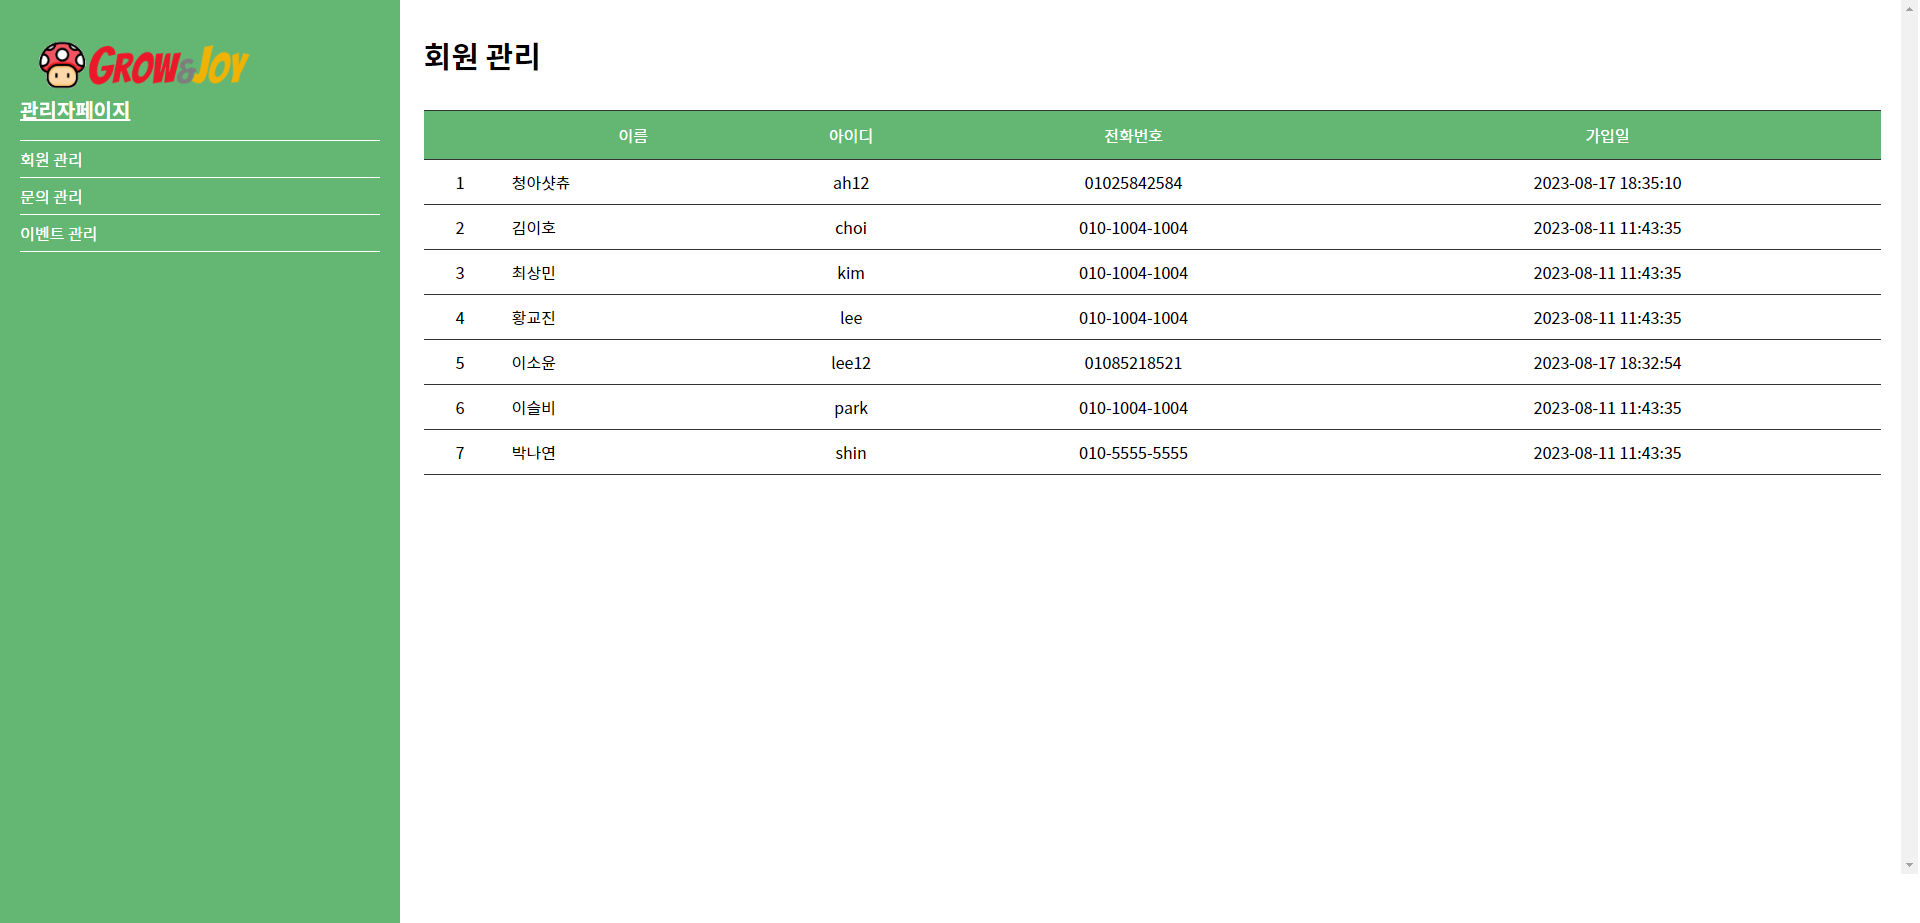 GROW&JOY
관리자페이지
회원 관리
문의 관리
이벤트 관리
회원 관리
이름 아이디 전화번호 가입일
1 청아샷츄 ah12 01025842584 2023-08-17 18:35:10
2 김이호 choi 010-1004-1004 2023-08-11 11:43:35
3 최상민 kim 010-1004-1004 2023-08-11 11:43:35
4 황교진 lee 010-1004-1004 2023-08-11 11:43:35
5 이소윤 lee12 01085218521 2023-08-17 18:32:54
6 이슬비 park 010-1004-1004 2023-08-11 11:43:35
7 박나연 shin 010-5555-5555 2023-08-11 11:43:35